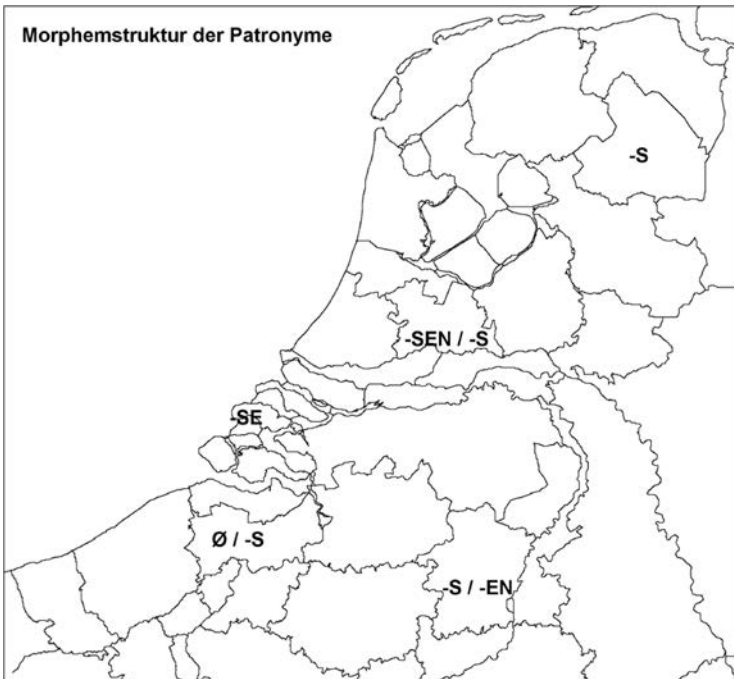 Morphemstruktur der Patronyme
-S
-SEN / -S
-SE
Ø / -S
-S / -EN